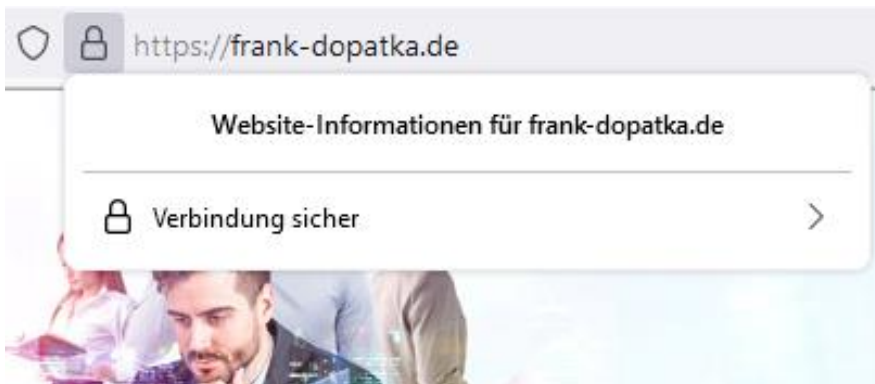 https://frank-dopatka.de
Website-Informationen für frank-dopatka.de
Verbindung sicher